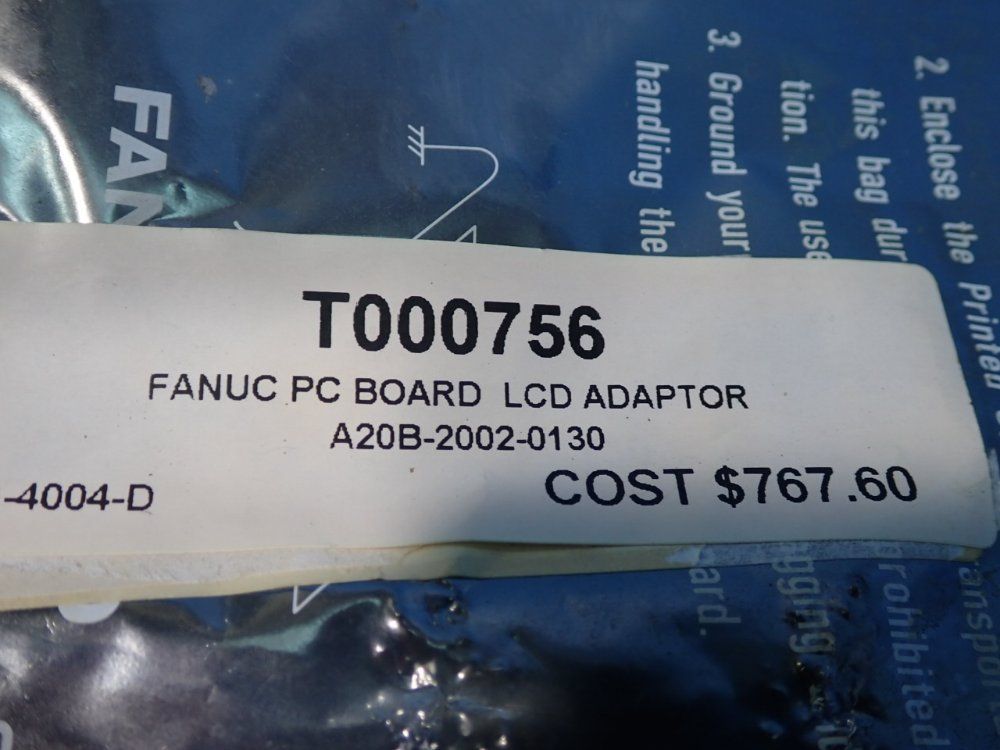 T000756
FANUC PC BOARD LCD ADAPTOR
A20B-2002-0130
-4004-D
COST $767.60
FAN
2. Enclose the Printed
this bag dur
tion. The use
3. Ground your
handling the